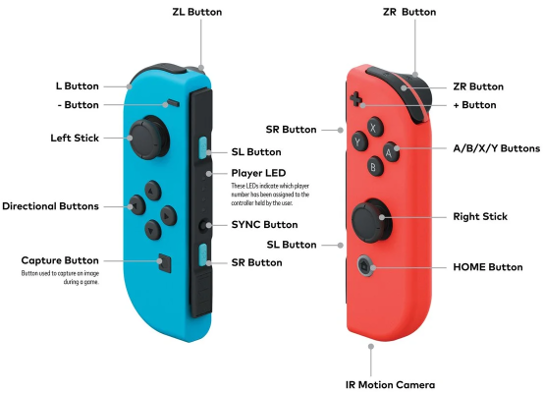 ZL Button
ZR Button
L Button
- Button
Left Stick
SL Button
Player LED
These LEDs indicate which player
number has been assigned to the
controller held by the user.
Directional Buttons
SYNC Button
Capture Button
Button used to capture an image
during a game.
SR Button
ZR Button
+ Button
SR Button
X
Y
A
B
A/B/X/Y Buttons
Right Stick
SL Button
HOME Button
IR Motion Camera